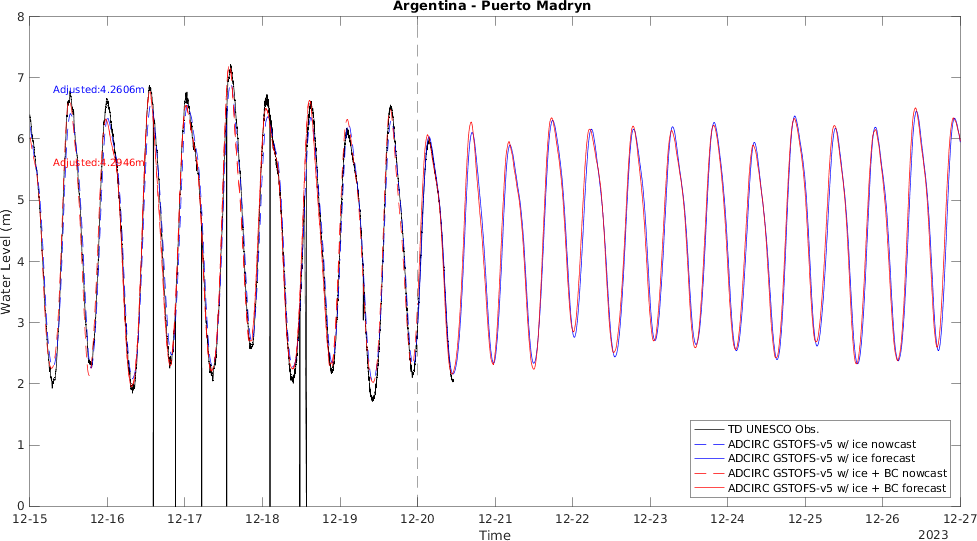 Argentina - Puerto Madryn
8
7
6
5
4
3
2
1
0
Water Level (m)
Adjusted:4.2606m
Adjusted:4.2946m
TD UNESCO Obs.
ADCIRC GSTOFS-v5 w/ ice nowcast
ADCIRC GSTOFS-v5 w/ ice forecast
ADCIRC GSTOFS-v5 w/ ice + BC nowcast
ADCIRC GSTOFS-v5 w/ ice + BC forecast
12-15 12-16 12-17 12-18 12-19 12-20 12-21 12-22 12-23 12-24 12-25 12-26 12-27
Time
2023